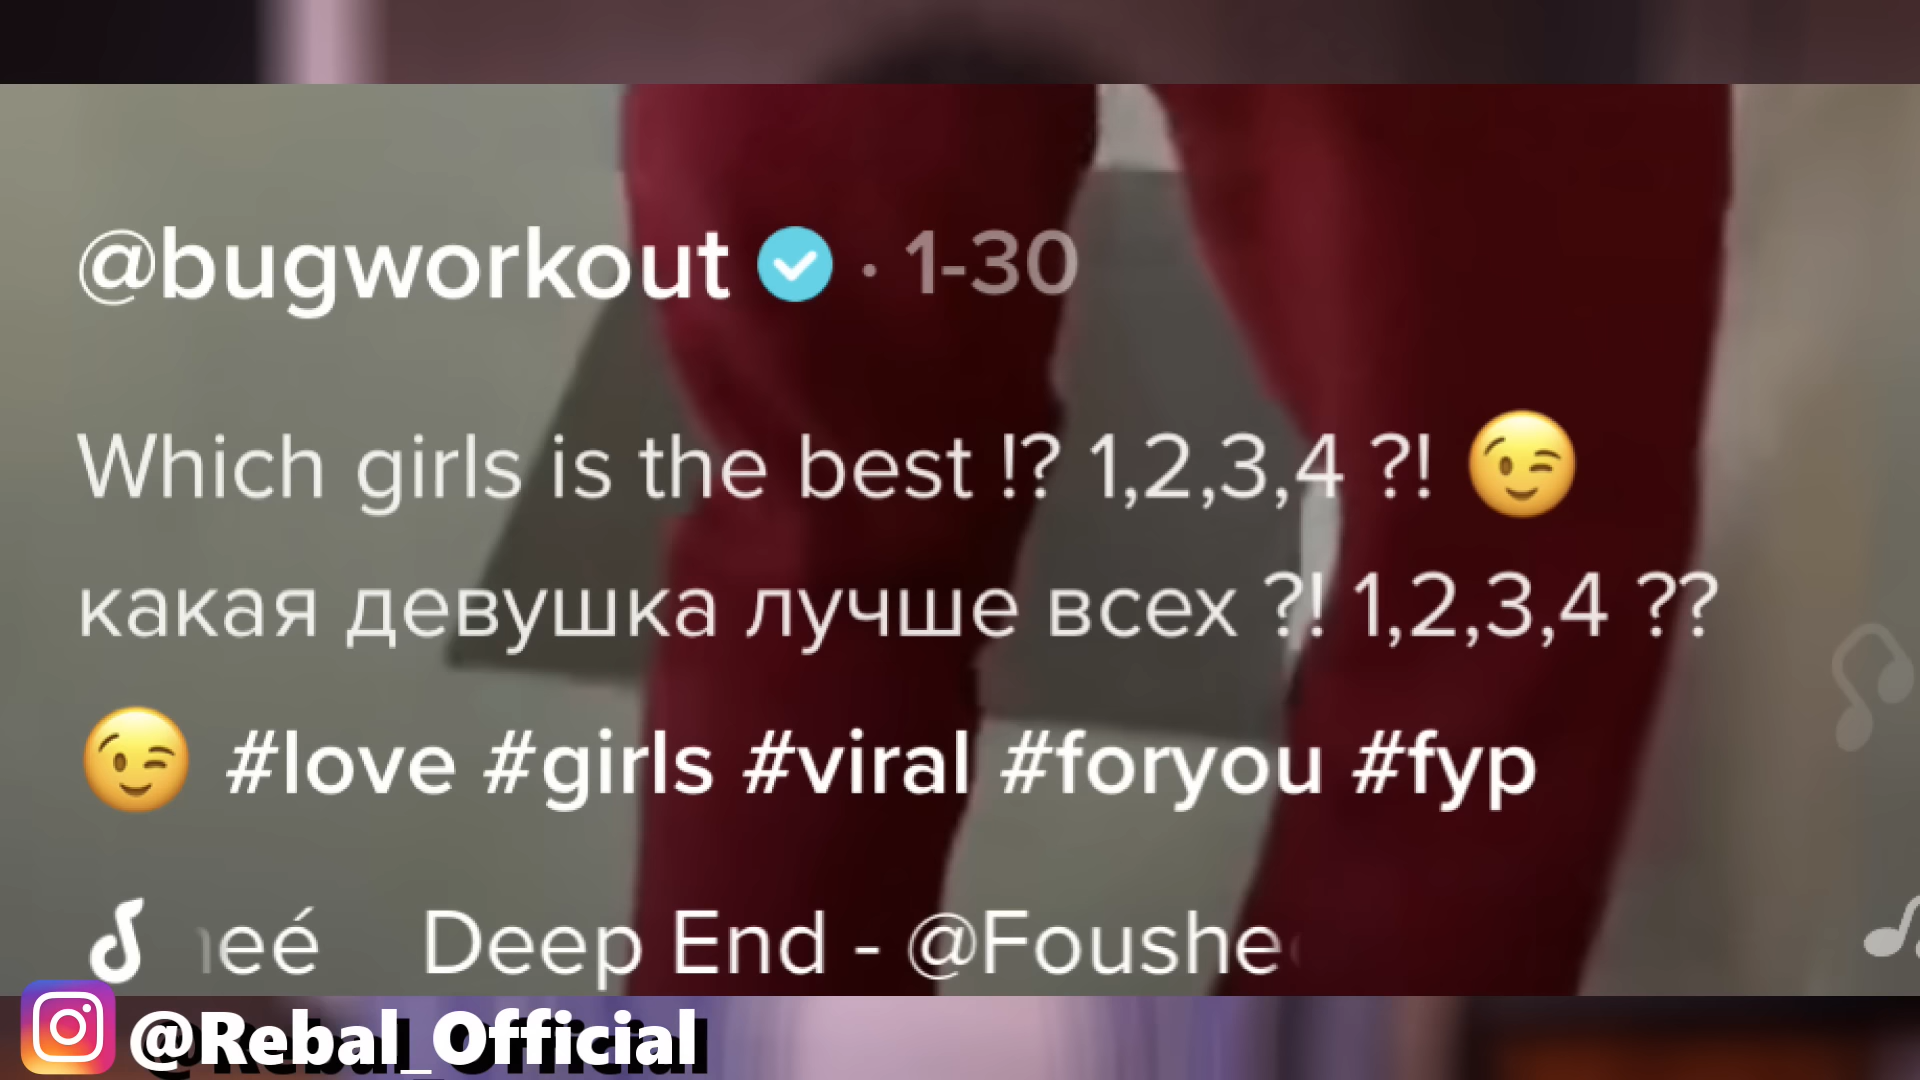 @bugworkout · 1-30
Which girls is the best !? 1,2,3,4 ?! 😉
какая девушка лучше всех ?! 1,2,3,4 ??
😉 #love #girls #viral #foryou #fyp
eé Deep End - @Foushe
@Rebal_Official